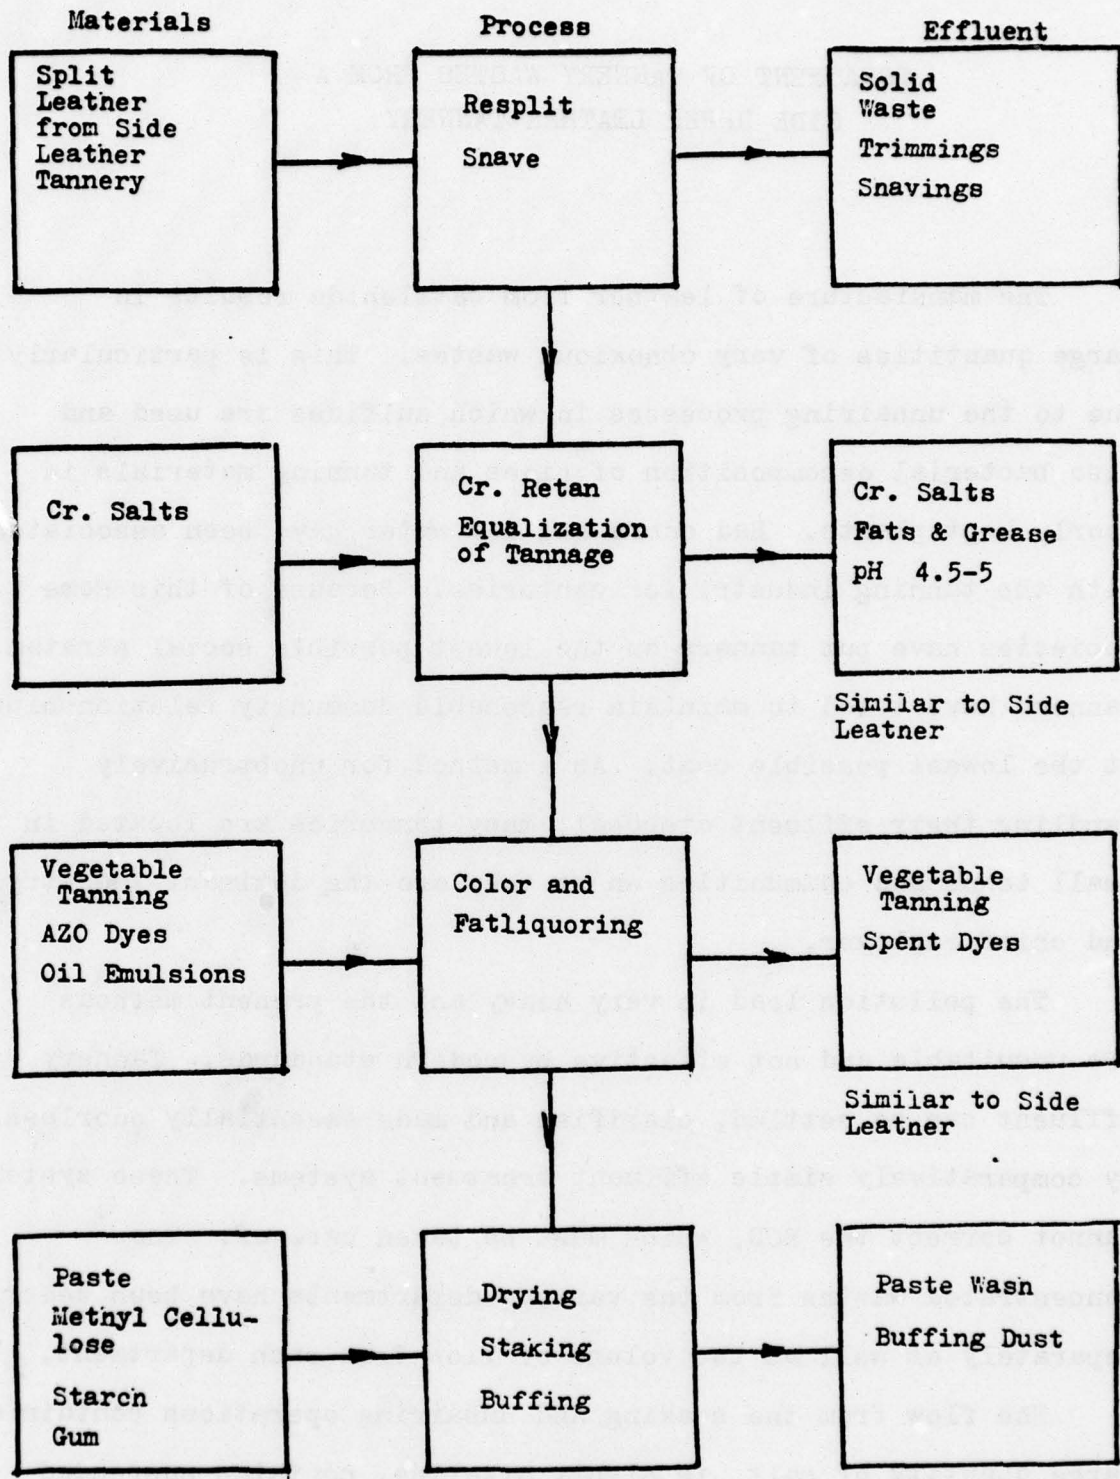 Materials
Process
Effluent
Split
Leather
from Side
Leather
Tannery
Resplit
Snave
Solid
Waste
Trimmings
Snavings
Cr. Salts
Cr. Retan
Equalization
of Tannage
Cr. Salts
Fats & Grease
pH 4.5-5
Similar to Side
Leatner
Vegetable
Tanning
AZO Dyes
Oil Emulsions
Color and
Fatliquoring
Vegetable
Tanning
Spent Dyes
Similar to Side
Leatner
Paste
Methyl Cellu-
lose
Starch
Gum
Drying
Staking
Buffing
Paste Wash
Buffing Dust